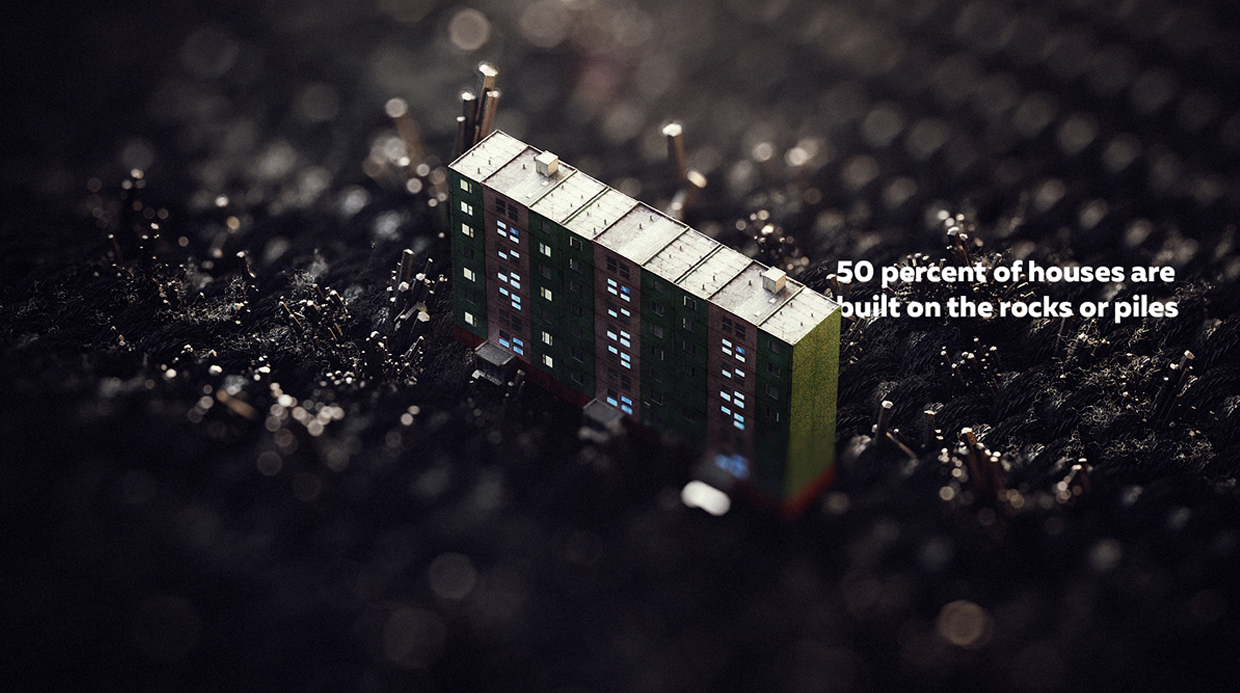 50 percent of houses are
built on the rocks or piles